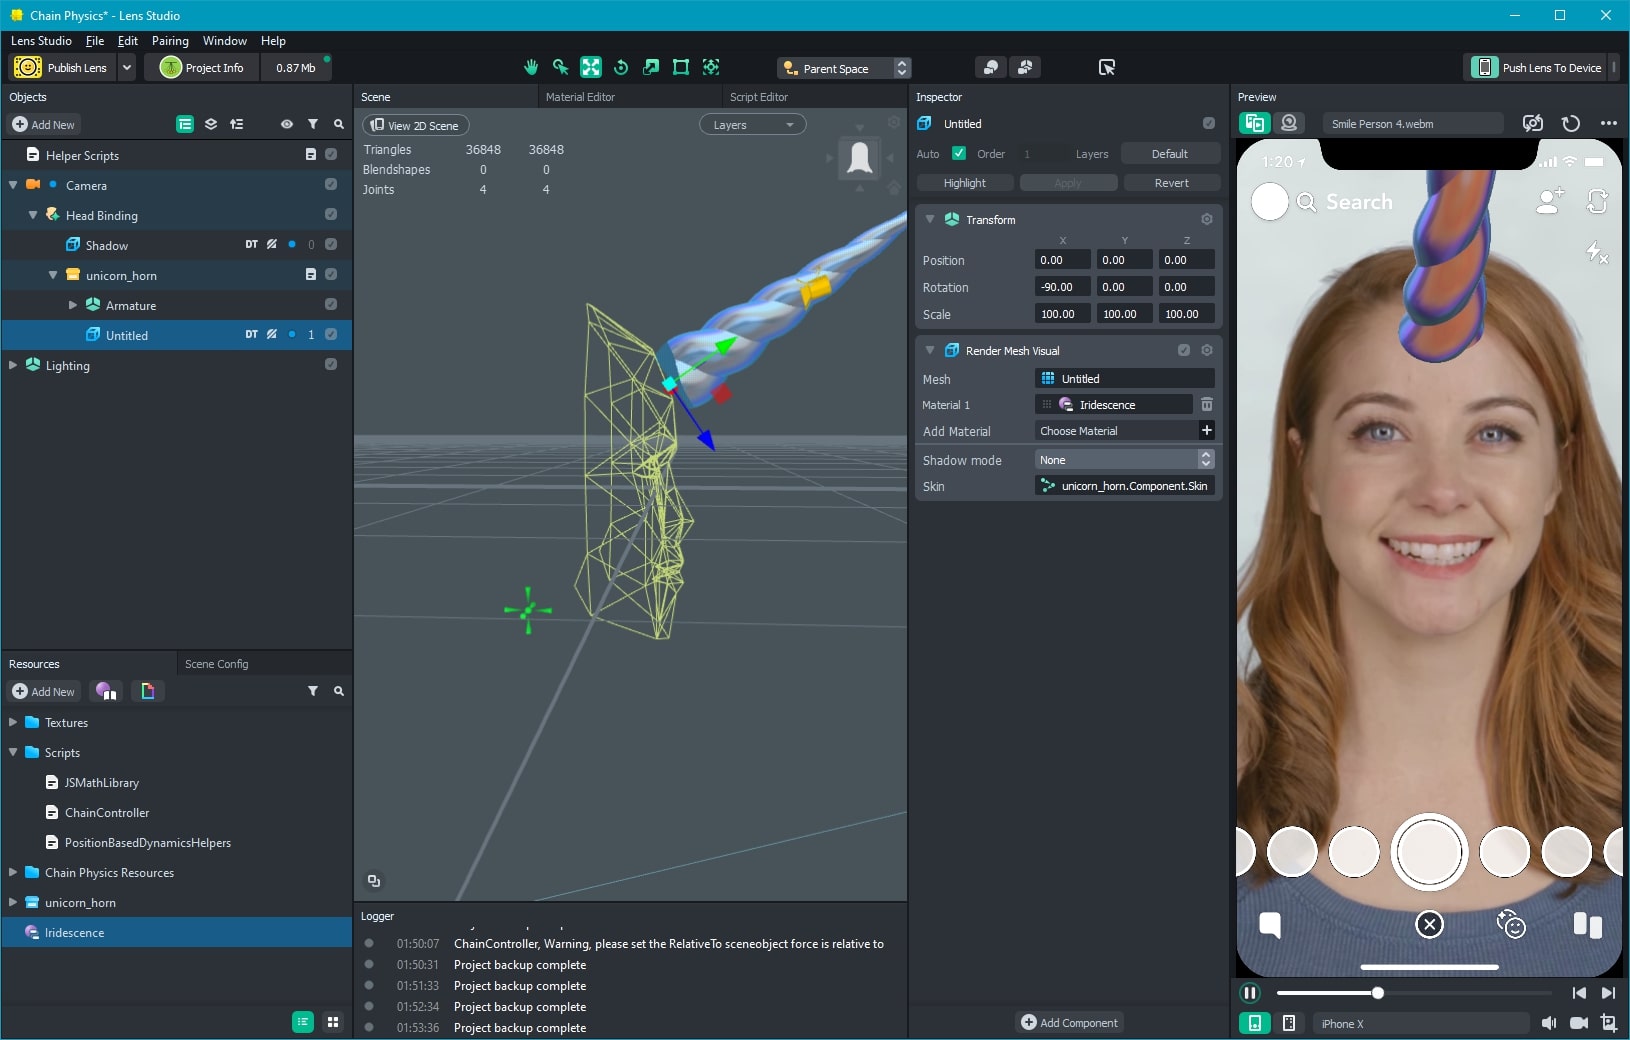 Chain Physics* - Lens Studio
Lens Studio File Edit Pairing Window Help
Publish Lens Project Info 0.87 Mb Parent Space Push Lens To Device
Objects
Add New
Helper Scripts
Camera
Head Binding
Shadow DT 0
unicorn_horn
Armature
Untitled DT 1
Lighting
Resources Scene Config
Add New
Textures
Scripts
JSMathLibrary
ChainController
PositionBasedDynamicsHelpers
Chain Physics Resources
unicorn_horn
Iridescence
Scene Material Editor Script Editor
View 2D Scene Layers
Triangles 36848 36848
Blendshapes 0 0
Joints 4 4
Logger
01:50:07 ChainController, Warning, please set the RelativeTo sceneobject force is relative to
01:50:31 Project backup complete
01:51:33 Project backup complete
01:52:34 Project backup complete
01:53:36 Project backup complete
Inspector
Untitled
Auto Order 1 Layers Default
Highlight Apply Revert
Transform
X Y Z
Position 0.00 0.00 0.00
Rotation -90.00 0.00 0.00
Scale 100.00 100.00 100.00
Render Mesh Visual
Mesh Untitled
Material 1 Iridescence
Add Material Choose Material +
Shadow mode None
Skin unicorn_horn.Component.Skin
Add Component
Preview
Smile Person 4.webm
1:20
Search
iPhone X